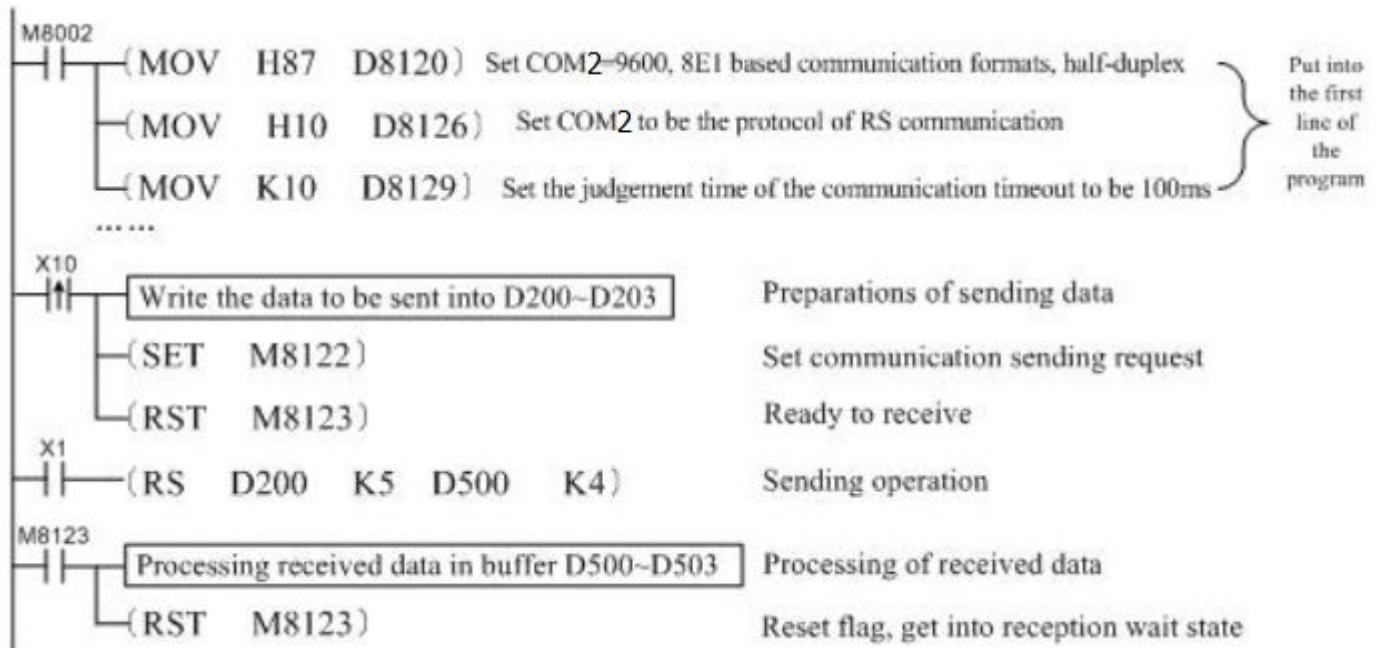 M8002
(MOV H87 D8120) Set COM2=9600, 8E1 based communication formats, half-duplex
(MOV H10 D8126) Set COM2 to be the protocol of RS communication
(MOV K10 D8129) Set the judgement time of the communication timeout to be 100ms
Put into
the first
line of
the
program
... ...
X10
Write the data to be sent into D200~D203 Preparations of sending data
(SET M8122) Set communication sending request
(RST M8123) Ready to receive
X1
(RS D200 K5 D500 K4) Sending operation
M8123
Processing received data in buffer D500~D503 Processing of received data
(RST M8123) Reset flag, get into reception wait state